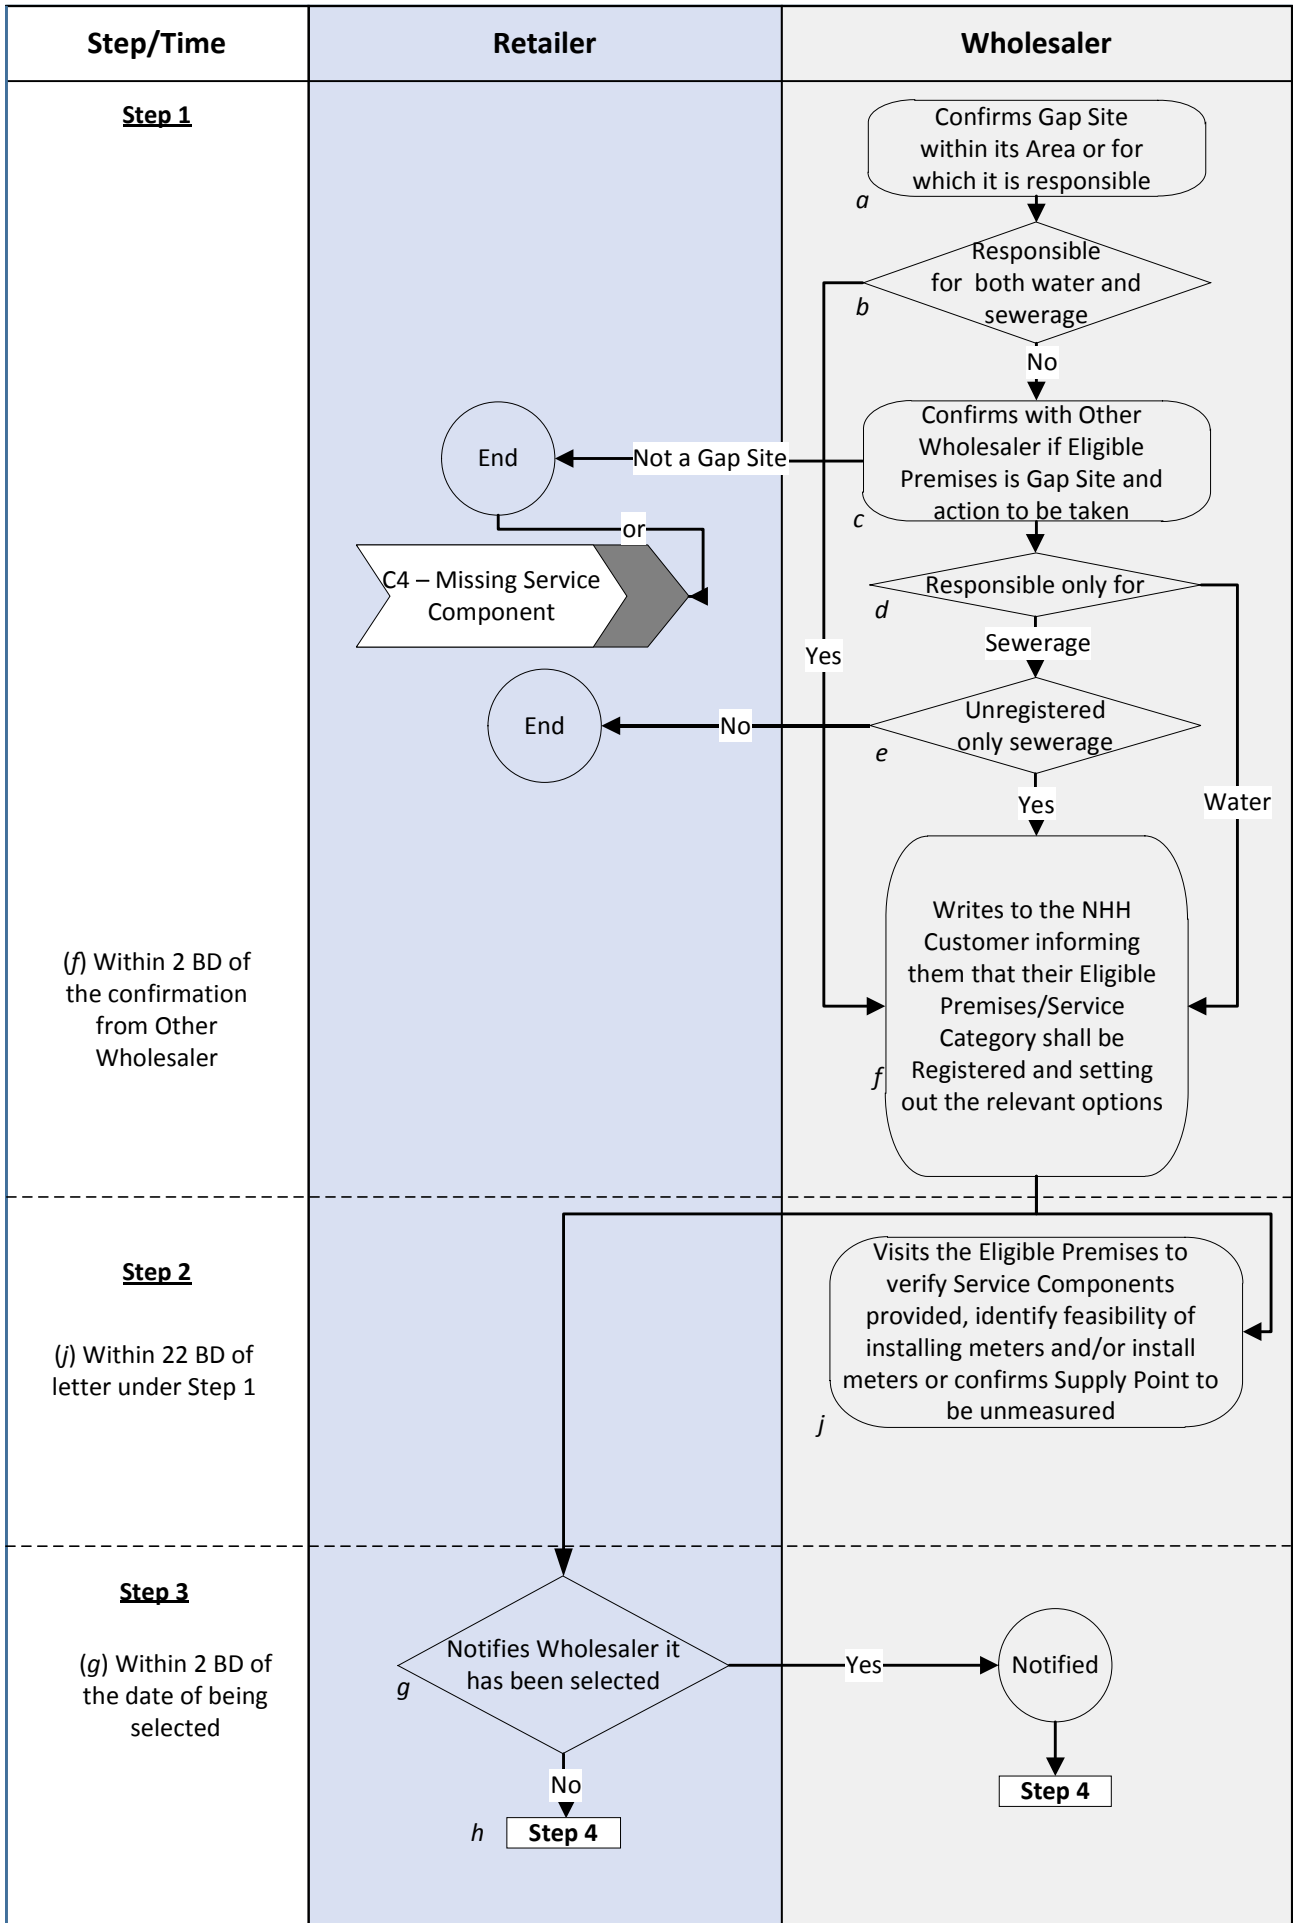 Step/Time
Retailer
Wholesaler
Step 1
Confirms Gap Site
within its Area or for
which it is responsible
a
Responsible
for both water and
sewerage
b
No
Confirms with Other
Wholesaler if Eligible
Premises is Gap Site and
action to be taken
c
Not a Gap Site
End
or
C4 – Missing Service
Component
Responsible only for
d
Sewerage
Yes
Unregistered
only sewerage
e
No
End
Yes
Water
(f) Within 2 BD of
the confirmation
from Other
Wholesaler
Writes to the NHH
Customer informing
them that their Eligible
Premises/Service
Category shall be
Registered and setting
out the relevant options
f
Step 2
(j) Within 22 BD of
letter under Step 1
Visits the Eligible Premises to
verify Service Components
provided, identify feasibility of
installing meters and/or install
meters or confirms Supply Point to
be unmeasured
j
Step 3
(g) Within 2 BD of
the date of being
selected
Notifies Wholesaler it
has been selected
g
Yes
Notified
No
Step 4
h
Step 4